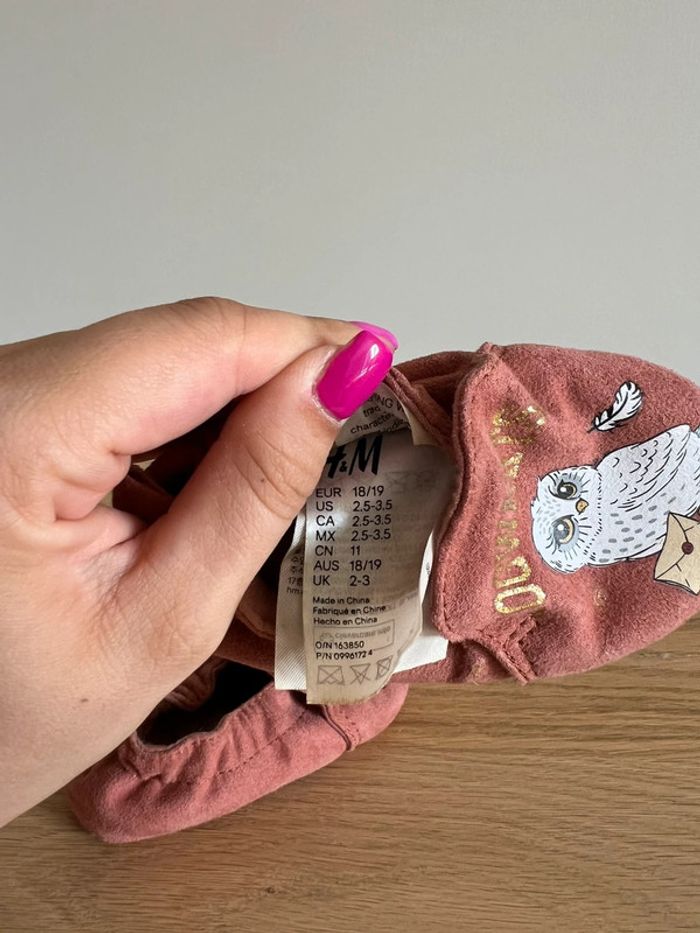 H&M
EUR 18/19
US 2.5-3.5
CA 2.5-3.5
MX 2.5-3.5
CN 11
AUS 18/19
UK 2-3
Made in China
Fabriqué en Chine
Hecho en China
O/N 163850
P/N 0996172 4